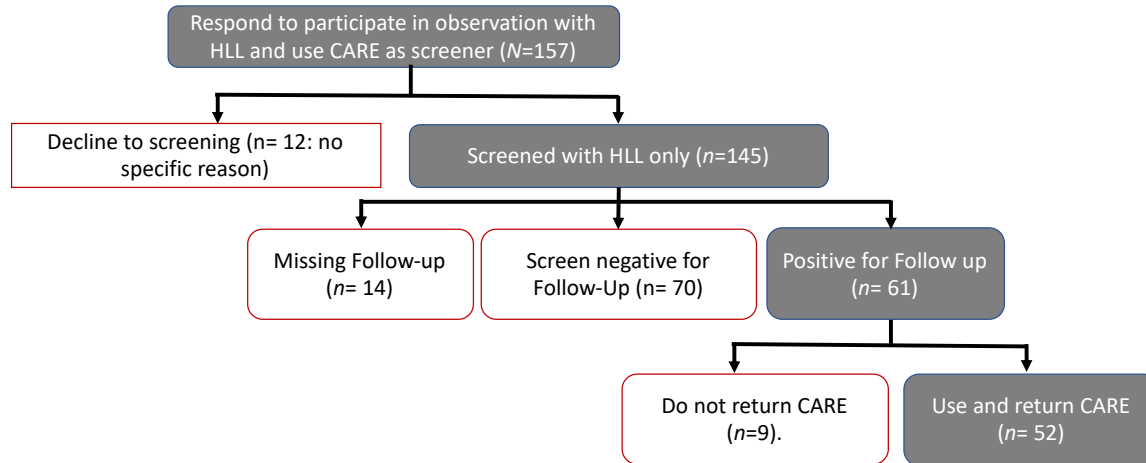 Respond to participate in observation with
HLL and use CARE as screener (N=157)
Decline to screening (n= 12: no
specific reason)
Screened with HLL only (n=145)
Missing Follow-up
(n= 14)
Screen negative for
Follow-Up (n= 70)
Positive for Follow up
(n= 61)
Do not return CARE
(n=9).
Use and return CARE
(n= 52)